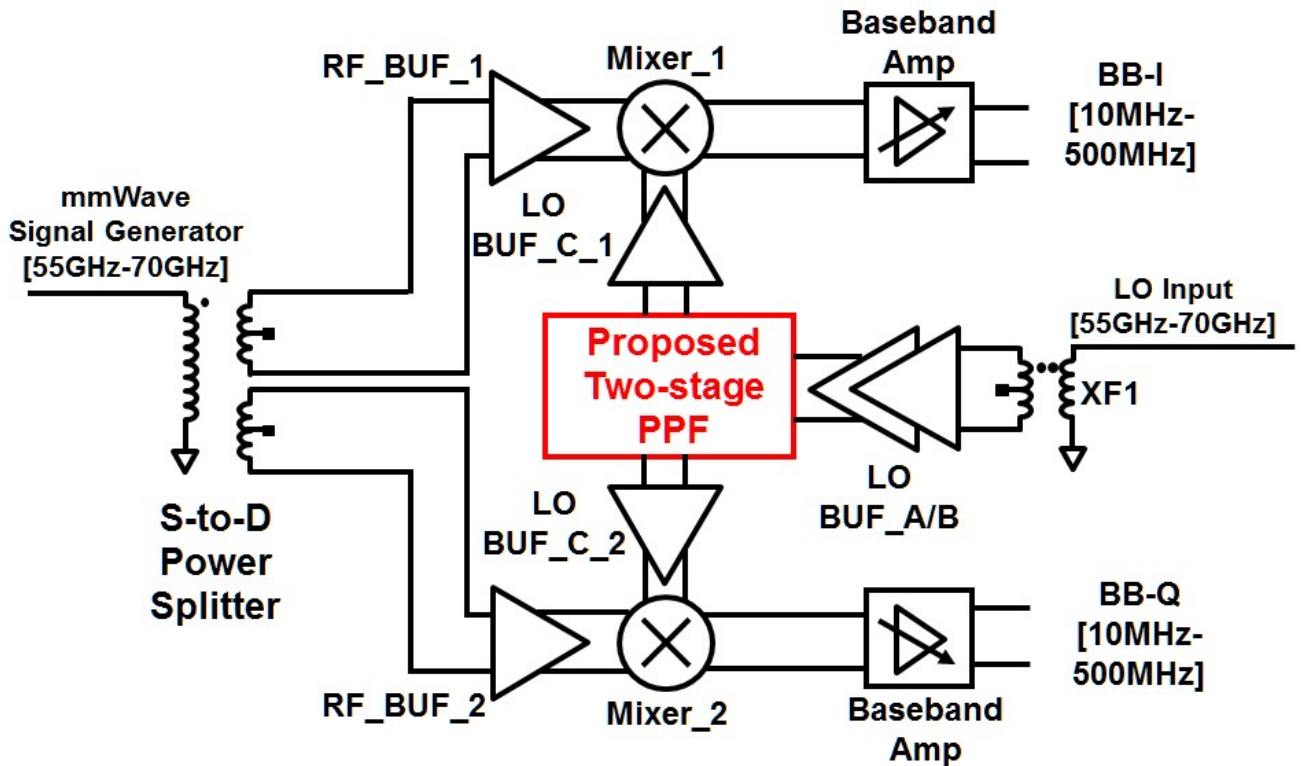 Baseband
Amp
Mixer_1
RF_BUF_1
BB-I
[10MHz-
500MHz]
mmWave
Signal Generator
[55GHz-70GHz]
LO
BUF_C_1
LO Input
[55GHz-70GHz]
Proposed
Two-stage
PPF
XF1
LO
BUF_A/B
S-to-D
Power
Splitter
LO
BUF_C_2
BB-Q
[10MHz-
500MHz]
RF_BUF_2
Mixer_2
Baseband
Amp